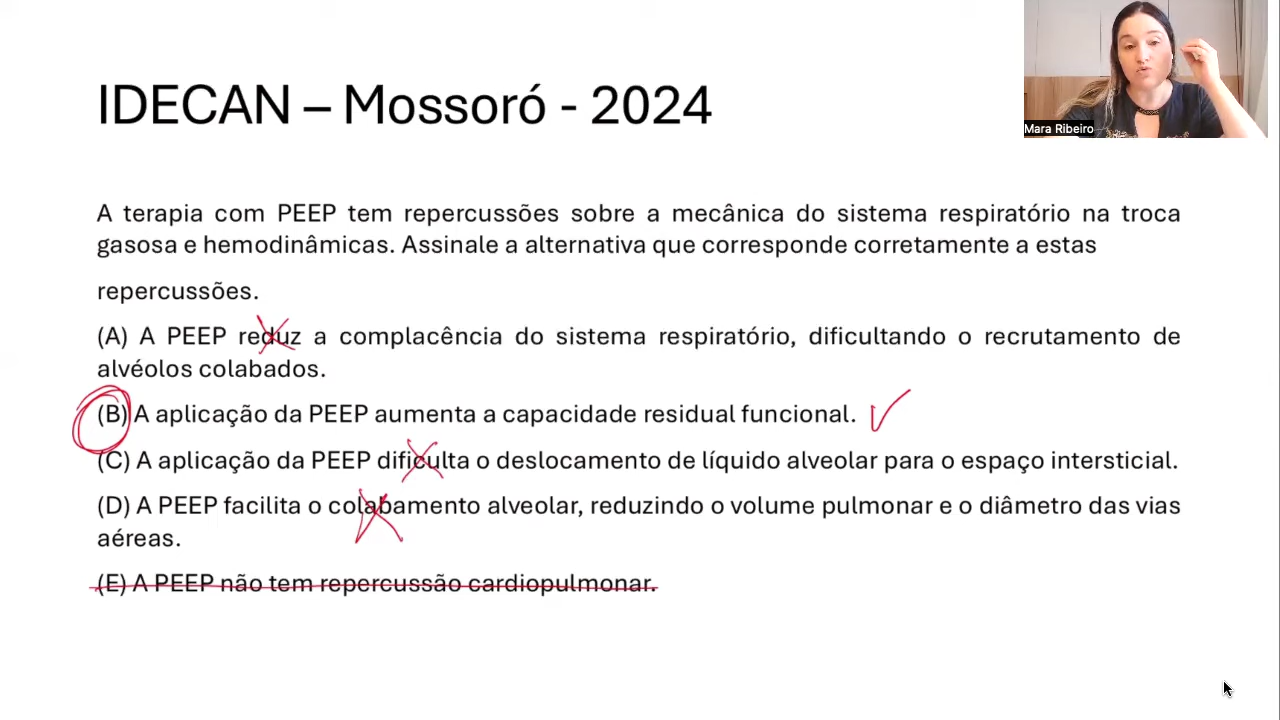 IDECAN – Mossoró - 2024
Mara Ribeiro
A terapia com PEEP tem repercussões sobre a mecânica do sistema respiratório na troca
gasosa e hemodinâmicas. Assinale a alternativa que corresponde corretamente a estas
repercussões.
(A) A PEEP reduz a complacência do sistema respiratório, dificultando o recrutamento de
alvéolos colabados.
(B) A aplicação da PEEP aumenta a capacidade residual funcional.
(C) A aplicação da PEEP dificulta o deslocamento de líquido alveolar para o espaço intersticial.
(D) A PEEP facilita o colabamento alveolar, reduzindo o volume pulmonar e o diâmetro das vias
aéreas.
(E) A PEEP não tem repercussão cardiopulmonar.